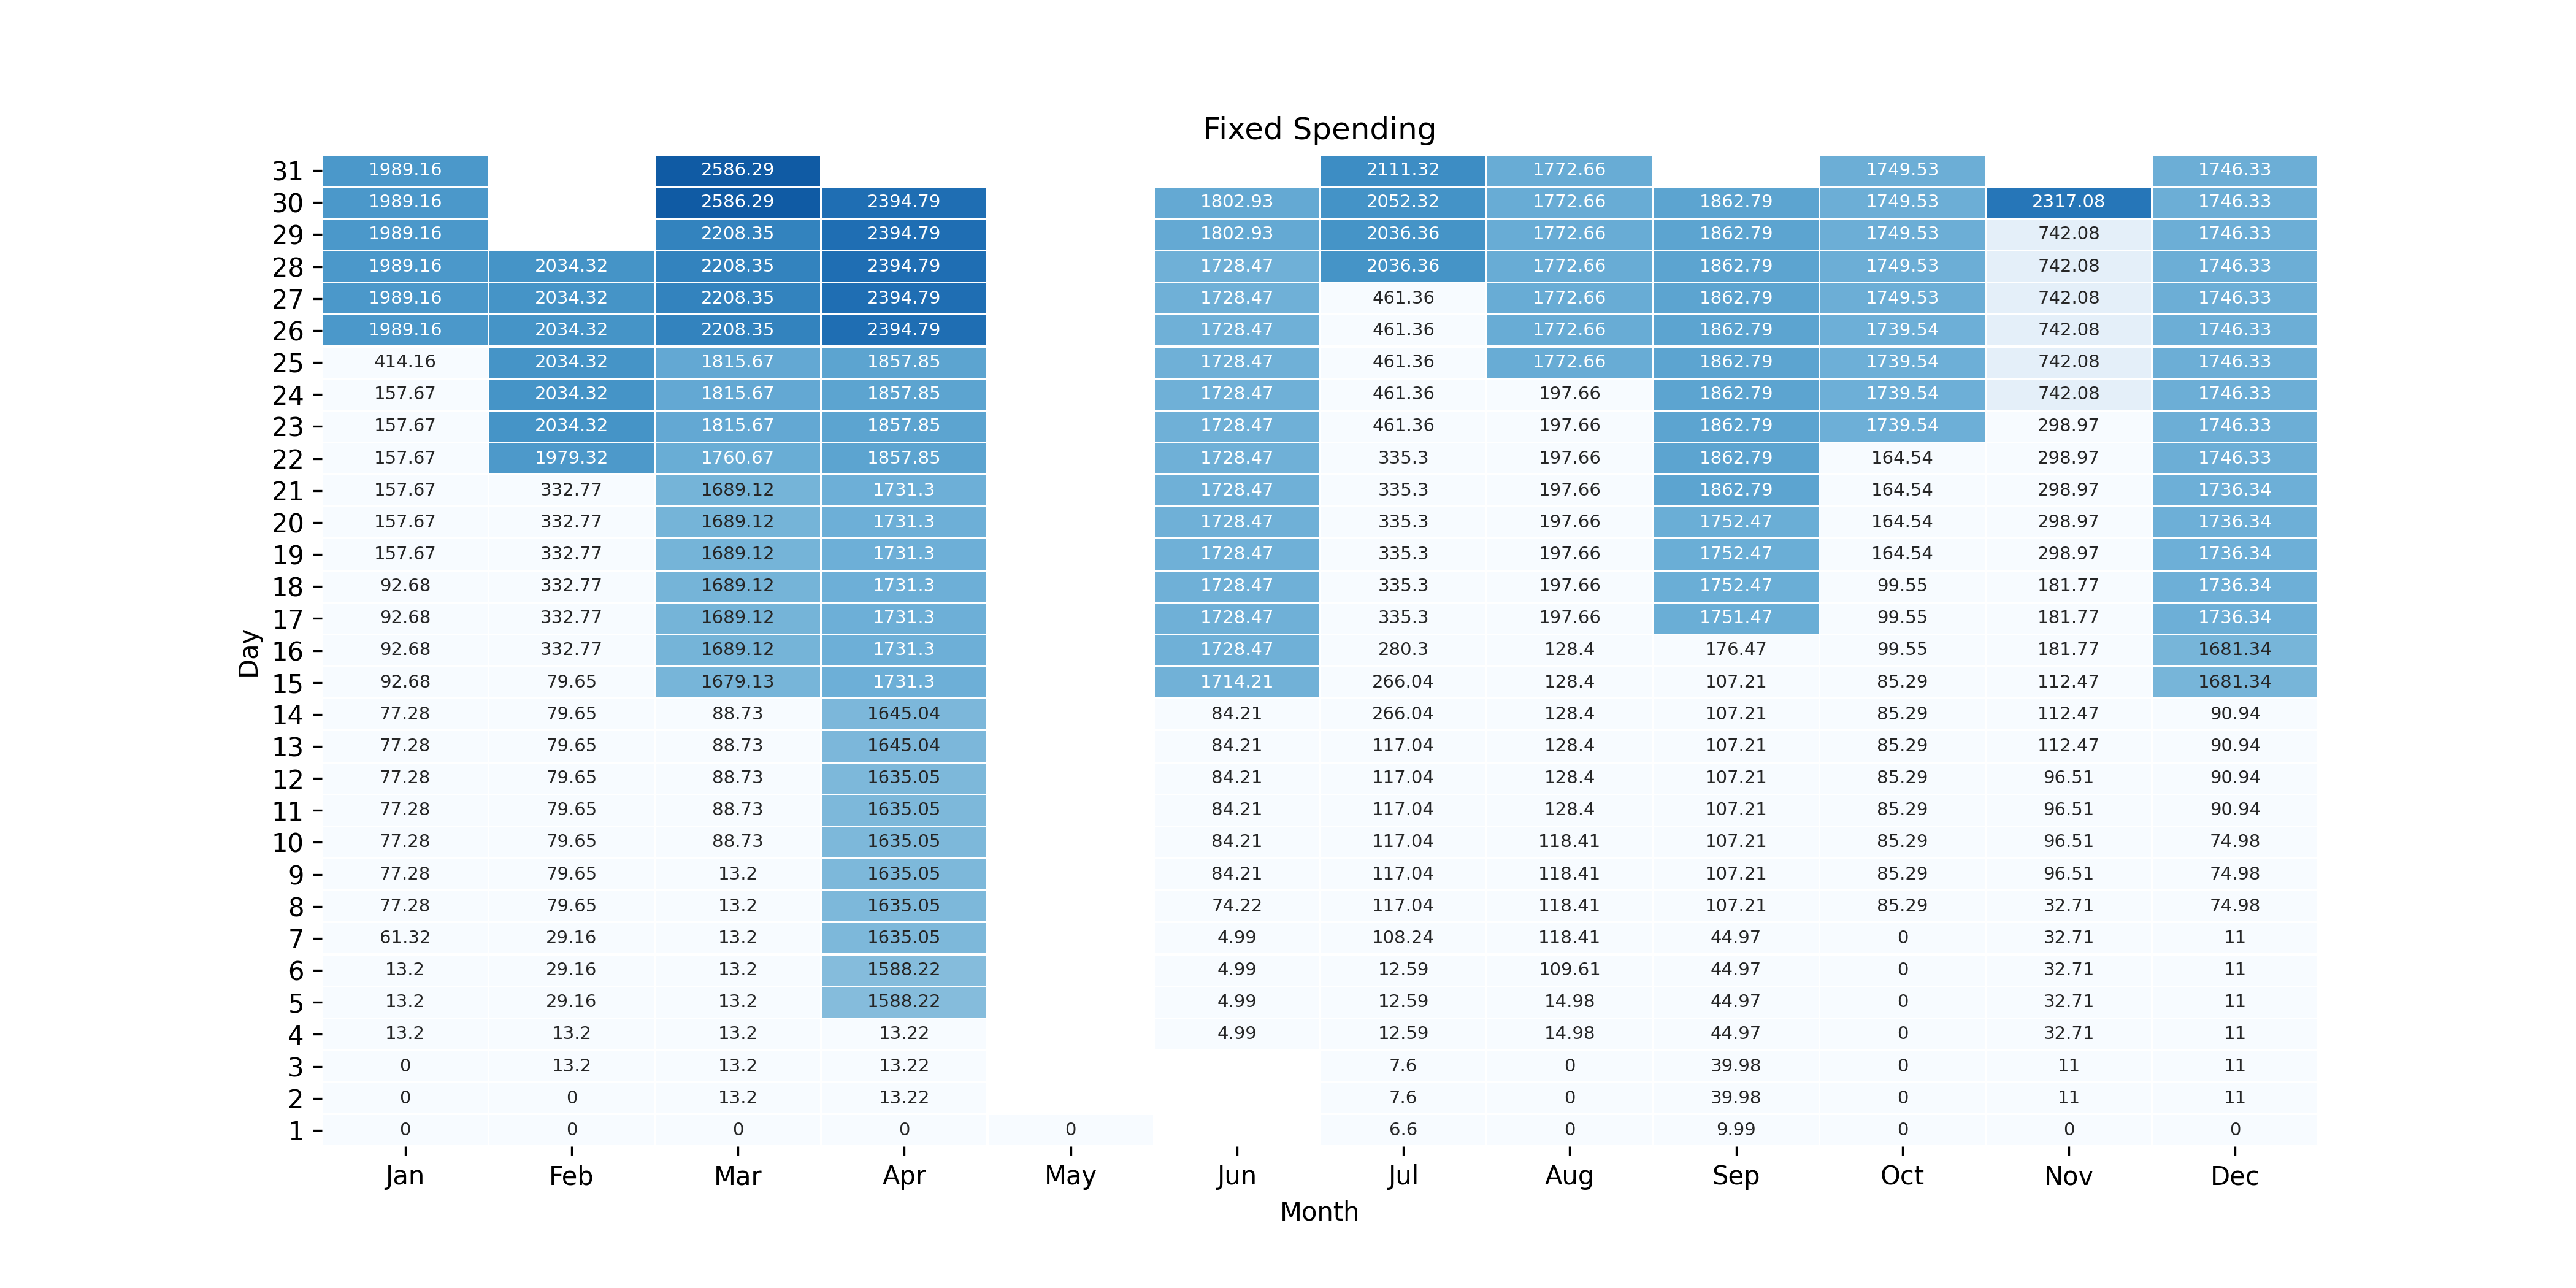 Fixed Spending
31 1989.16 2586.29 2111.32 1772.66 1749.53 1746.33
30 1989.16 2586.29 2394.79 1802.93 2052.32 1772.66 1862.79 1749.53 2317.08 1746.33
29 1989.16 2208.35 2394.79 1802.93 2036.36 1772.66 1862.79 1749.53 742.08 1746.33
28 1989.16 2034.32 2208.35 2394.79 1728.47 2036.36 1772.66 1862.79 1749.53 742.08 1746.33
27 1989.16 2034.32 2208.35 2394.79 1728.47 461.36 1772.66 1862.79 1749.53 742.08 1746.33
26 1989.16 2034.32 2208.35 2394.79 1728.47 461.36 1772.66 1862.79 1739.54 742.08 1746.33
25 414.16 2034.32 1815.67 1857.85 1728.47 461.36 1772.66 1862.79 1739.54 742.08 1746.33
24 157.67 2034.32 1815.67 1857.85 1728.47 461.36 197.66 1862.79 1739.54 742.08 1746.33
23 157.67 2034.32 1815.67 1857.85 1728.47 461.36 197.66 1862.79 1739.54 298.97 1746.33
22 157.67 1979.32 1760.67 1857.85 1728.47 335.3 197.66 1862.79 164.54 298.97 1746.33
21 157.67 332.77 1689.12 1731.3 1728.47 335.3 197.66 1862.79 164.54 298.97 1736.34
20 157.67 332.77 1689.12 1731.3 1728.47 335.3 197.66 1752.47 164.54 298.97 1736.34
19 157.67 332.77 1689.12 1731.3 1728.47 335.3 197.66 1752.47 164.54 298.97 1736.34
18 92.68 332.77 1689.12 1731.3 1728.47 335.3 197.66 1752.47 99.55 181.77 1736.34
17 92.68 332.77 1689.12 1731.3 1728.47 335.3 197.66 1751.47 99.55 181.77 1736.34
16 92.68 332.77 1689.12 1731.3 1728.47 280.3 128.4 176.47 99.55 181.77 1681.34
15 92.68 79.65 1679.13 1731.3 1714.21 266.04 128.4 107.21 85.29 112.47 1681.34
14 77.28 79.65 88.73 1645.04 84.21 266.04 128.4 107.21 85.29 112.47 90.94
13 77.28 79.65 88.73 1645.04 84.21 117.04 128.4 107.21 85.29 112.47 90.94
12 77.28 79.65 88.73 1635.05 84.21 117.04 128.4 107.21 85.29 96.51 90.94
11 77.28 79.65 88.73 1635.05 84.21 117.04 128.4 107.21 85.29 96.51 90.94
10 77.28 79.65 88.73 1635.05 84.21 117.04 118.41 107.21 85.29 96.51 74.98
9 77.28 79.65 13.2 1635.05 84.21 117.04 118.41 107.21 85.29 96.51 74.98
8 77.28 79.65 13.2 1635.05 74.22 117.04 118.41 107.21 85.29 32.71 74.98
7 61.32 29.16 13.2 1635.05 4.99 108.24 118.41 44.97 0 32.71 11
6 13.2 29.16 13.2 1588.22 4.99 12.59 109.61 44.97 0 32.71 11
5 13.2 29.16 13.2 1588.22 4.99 12.59 14.98 44.97 0 32.71 11
4 13.2 13.2 13.2 13.22 4.99 12.59 14.98 44.97 0 32.71 11
3 0 13.2 13.2 13.22 7.6 0 39.98 0 11 11
2 0 0 13.2 13.22 7.6 0 39.98 0 11 11
1 0 0 0 0 0 6.6 0 9.99 0 0 0
Jan Feb Mar Apr May Jun Jul Aug Sep Oct Nov Dec
Month
Day